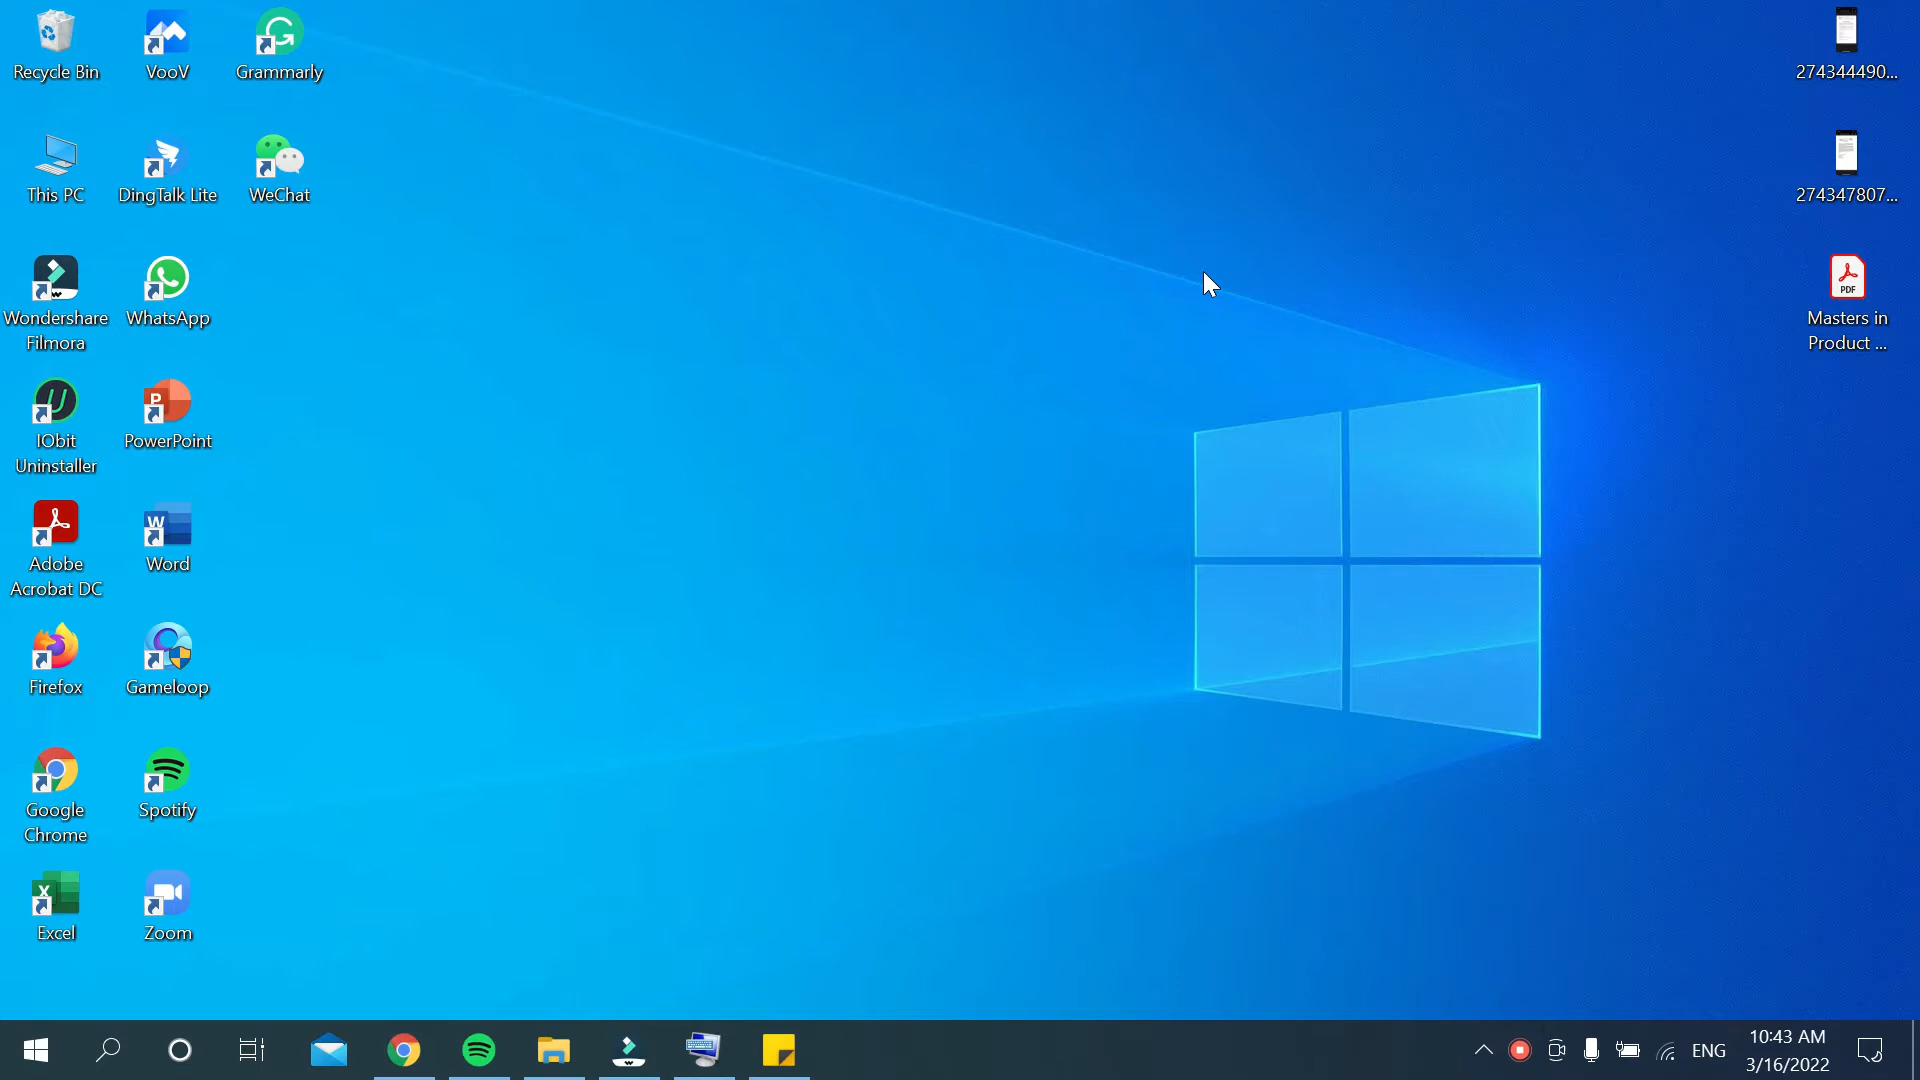 Recycle Bin
VooV
Grammarly
274344490...
This PC
DingTalk Lite
WeChat
274347807...
Wondershare
Filmora
WhatsApp
PDF
Masters in
Product ...
IObit
Uninstaller
P
PowerPoint
Adobe
Acrobat DC
W
Word
Firefox
Gameloop
Google
Chrome
Spotify
X
Excel
Zoom
ENG
10:43 AM
3/16/2022